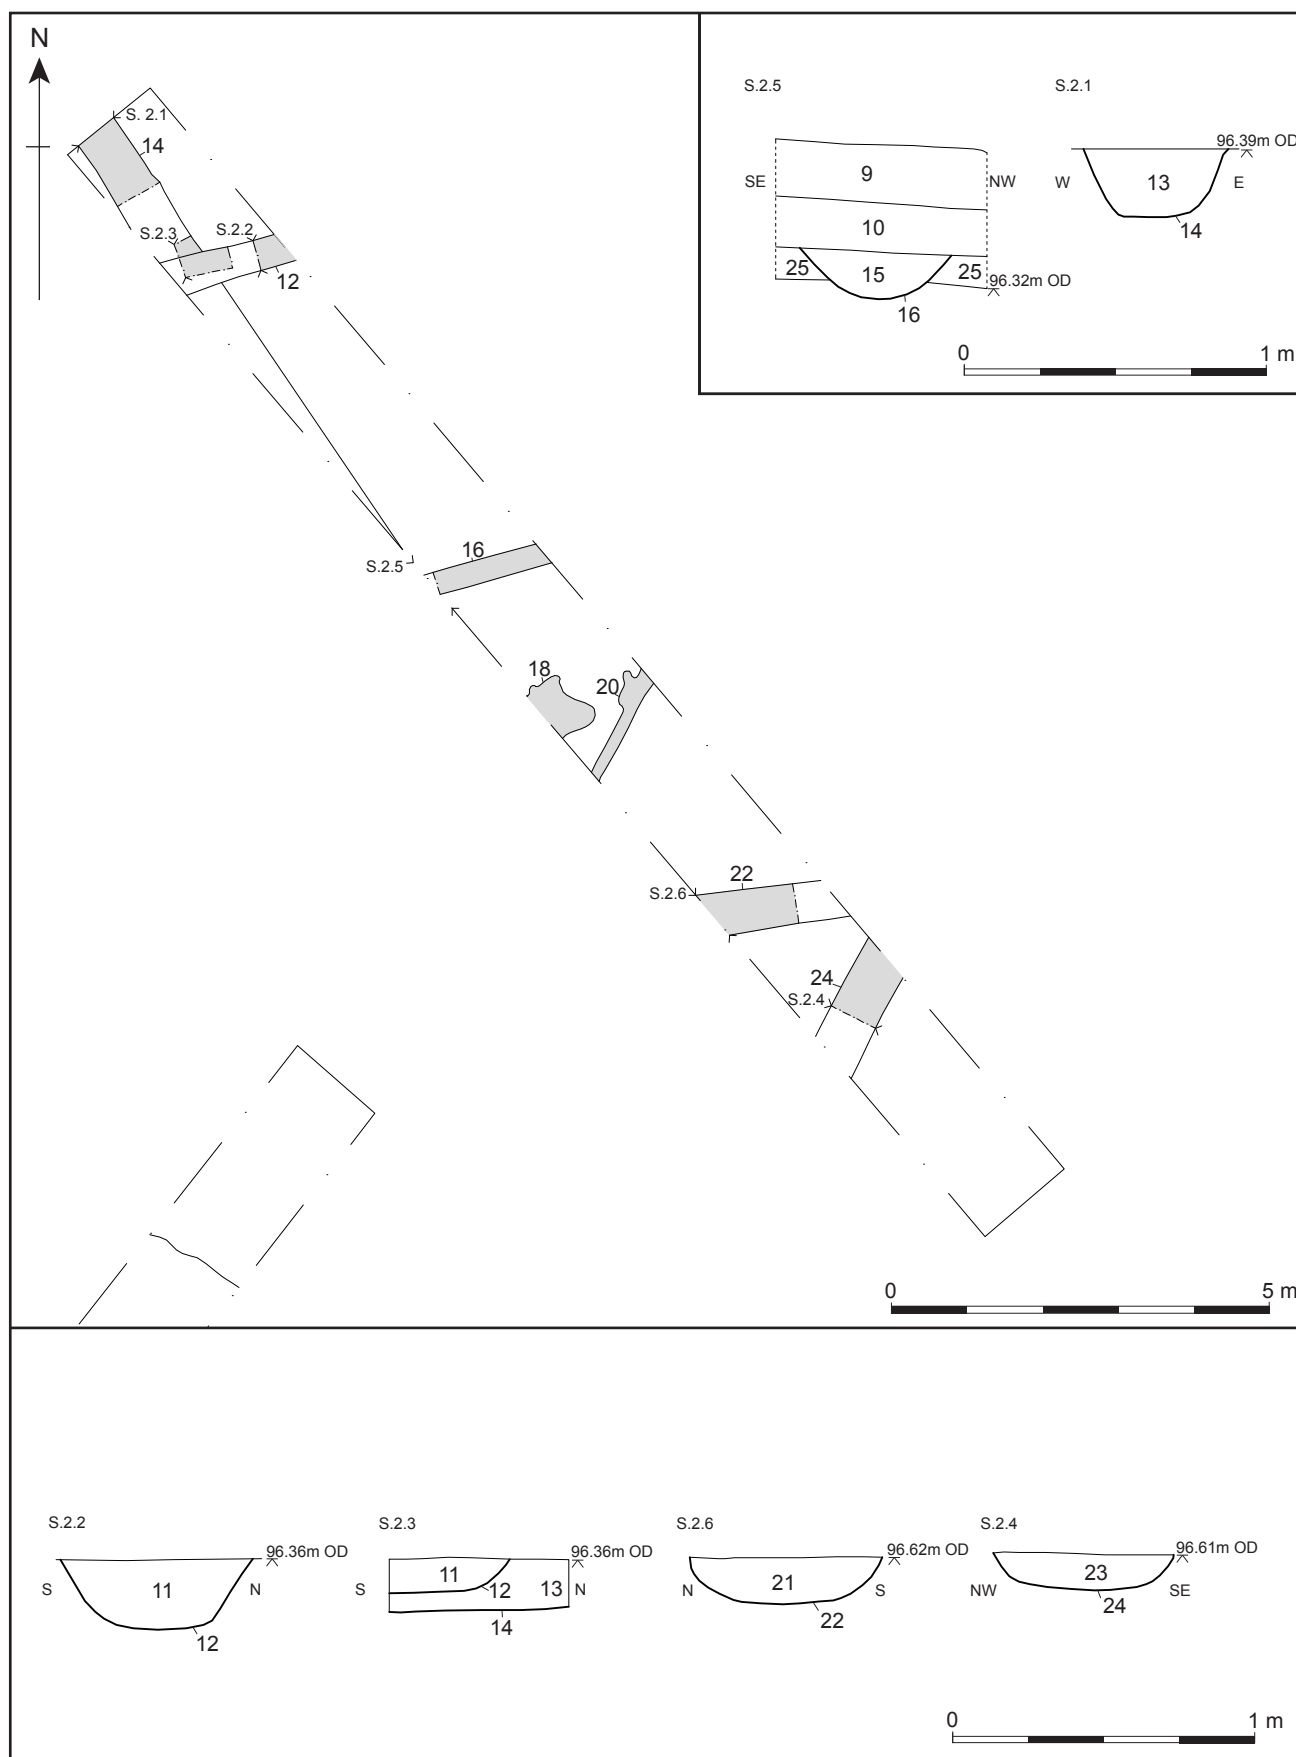 N
S. 2.1
14
S.2.3
S.2.2
12
S.2.5
16
18
20
22
S.2.6
24
S.2.4
0 5 m
S.2.5 S.2.1
96.39m OD
SE 9 NW W 13 E
10 14
25 15 25
96.32m OD
16
0 1 m
S.2.2 S.2.3 S.2.6 S.2.4
96.36m OD 96.36m OD 96.62m OD 96.61m OD
S 11 N S 11 12 13 N N 21 S NW 23 SE
12 14 22 24
0 1 m